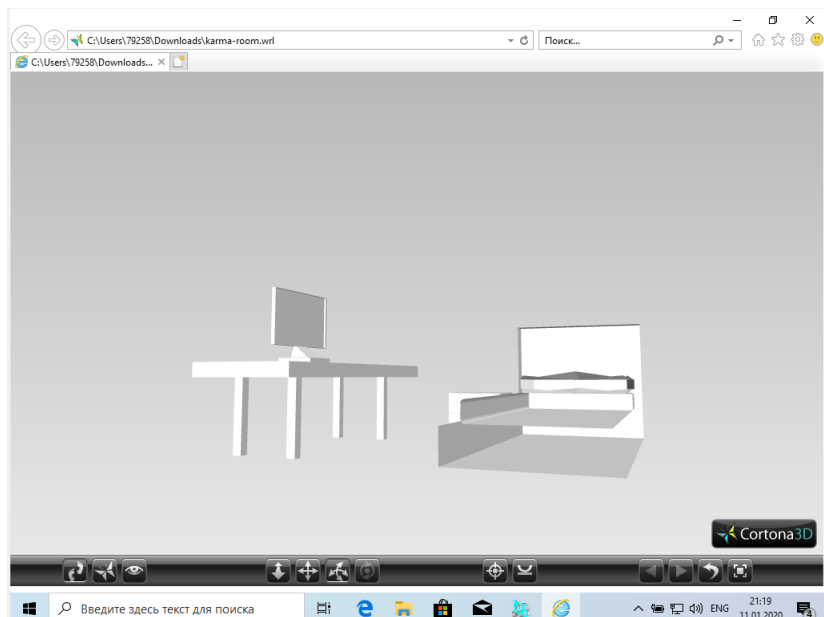 C:\Users\79258\Downloads\karma-room.wrl
Поиск...
C:\Users\79258\Downloads...
Cortona3D
Введите здесь текст для поиска
ENG
21:19
11.01.2020
4